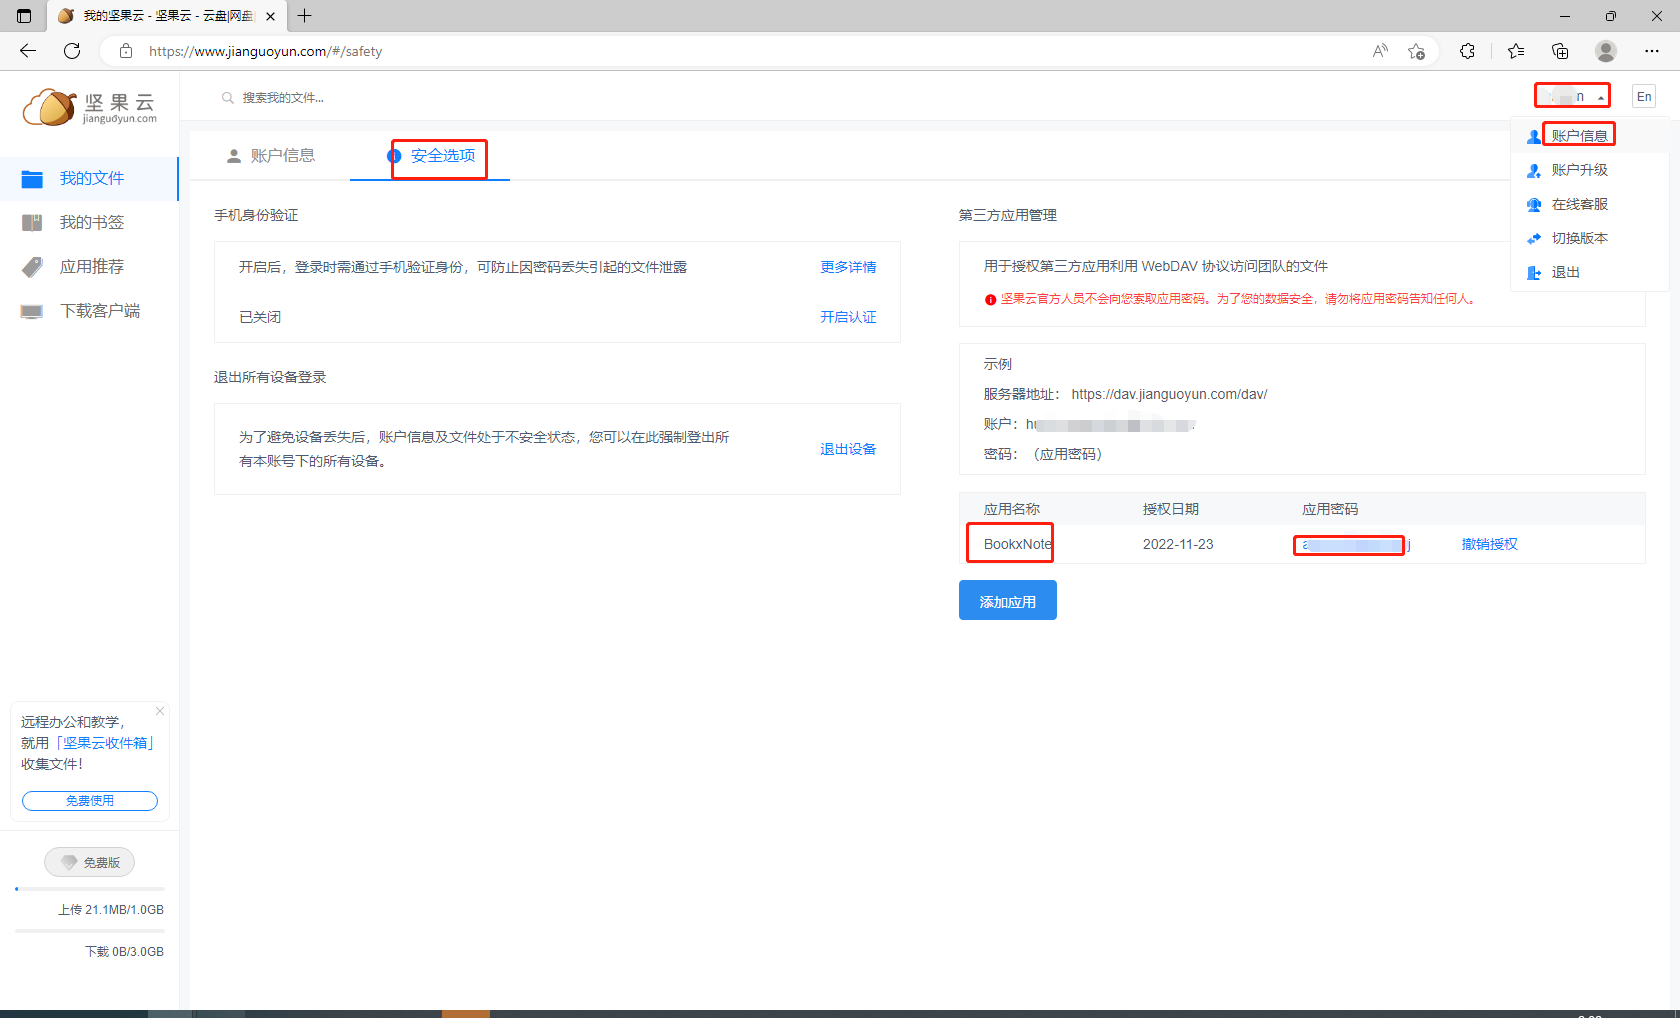 我的坚果云 - 坚果云 - 云盘|网盘|
https://www.jianguoyun.com/#/safety
坚果云
jianguoyun.com
搜索我的文件...
n
En
账户信息
账户升级
在线客服
切换版本
退出
我的文件
我的书签
应用推荐
下载客户端
账户信息
安全选项
手机身份验证
开启后，登录时需通过手机验证身份，可防止因密码丢失引起的文件泄露
更多详情
已关闭
开启认证
退出所有设备登录
为了避免设备丢失后，账户信息及文件处于不安全状态，您可以在此强制登出所
有本账号下的所有设备。
退出设备
第三方应用管理
用于授权第三方应用利用 WebDAV 协议访问团队的文件
坚果云官方人员不会向您索取应用密码。为了您的数据安全，请勿将应用密码告知任何人。
示例
服务器地址： https://dav.jianguoyun.com/dav/
账户：
密码：（应用密码）
应用名称 授权日期 应用密码
BookxNote 2022-11-23 撤销授权
添加应用
远程办公和教学，
就用「坚果云收件箱」
收集文件！
免费使用
免费版
上传 21.1MB/1.0GB
下载 0B/3.0GB